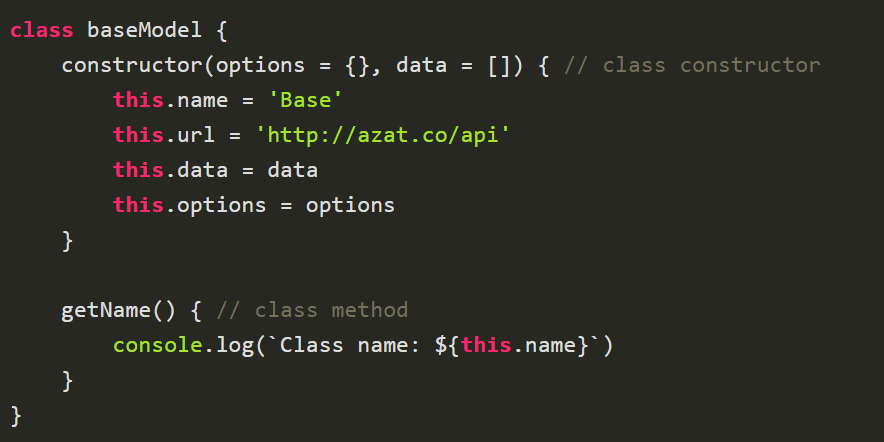 class baseModel {
    constructor(options = {}, data = []) { // class constructor
        this.name = 'Base'
        this.url = 'http://azat.co/api'
        this.data = data
        this.options = options
    }

    getName() { // class method
        console.log(`Class name: ${this.name}`)
    }
}